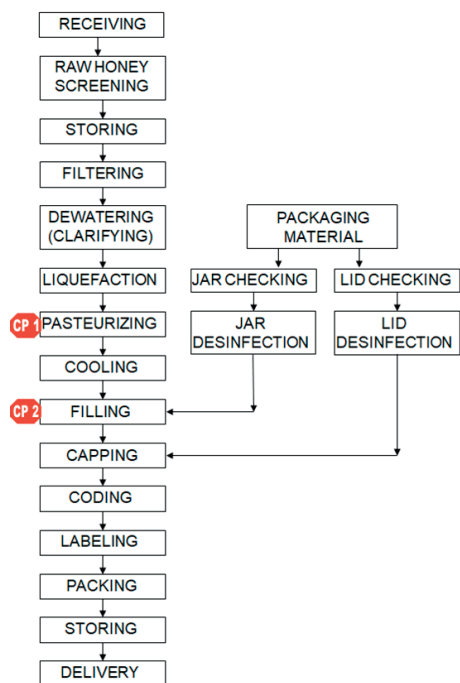 RECEIVING
RAW HONEY
SCREENING
STORING
FILTERING
DEWATERING
(CLARIFYING)
LIQUEFACTION
CP 1
PASTEURIZING
COOLING
CP 2
FILLING
CAPPING
CODING
LABELING
PACKING
STORING
DELIVERY
PACKAGING
MATERIAL
JAR CHECKING
LID CHECKING
JAR
DESINFECTION
LID
DESINFECTION